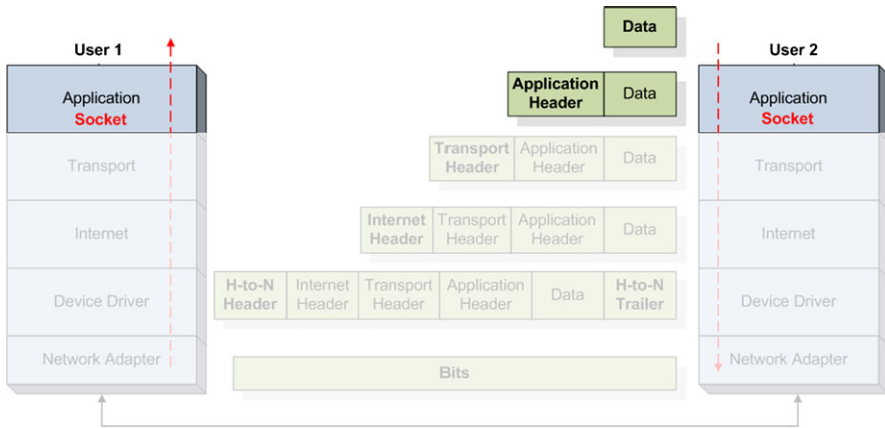 Data
User 1
User 2
Application
Socket
Application Header
Data
Application
Socket
Transport
Transport Header
Application Header
Data
Transport
Internet
Internet Header
Transport Header
Application Header
Data
Internet
Device Driver
H-to-N Header
Internet Header
Transport Header
Application Header
Data
H-to-N Trailer
Device Driver
Network Adapter
Bits
Network Adapter